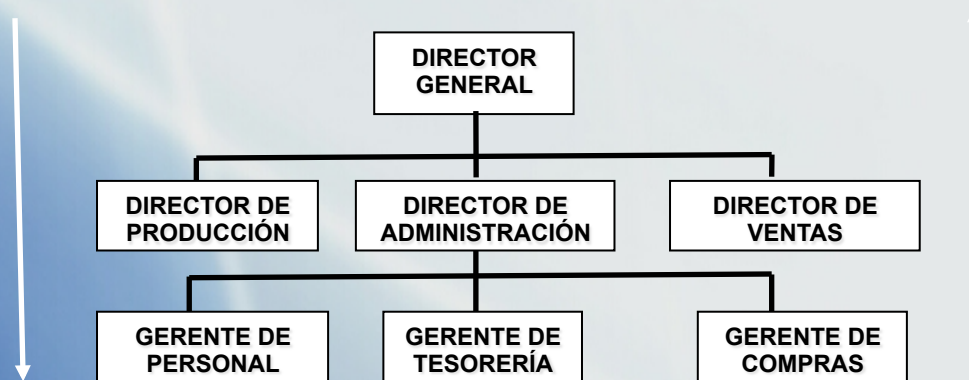 DIRECTOR
GENERAL
DIRECTOR DE
PRODUCCIÓN
DIRECTOR DE
ADMINISTRACIÓN
DIRECTOR DE
VENTAS
GERENTE DE
PERSONAL
GERENTE DE
TESORERÍA
GERENTE DE
COMPRAS